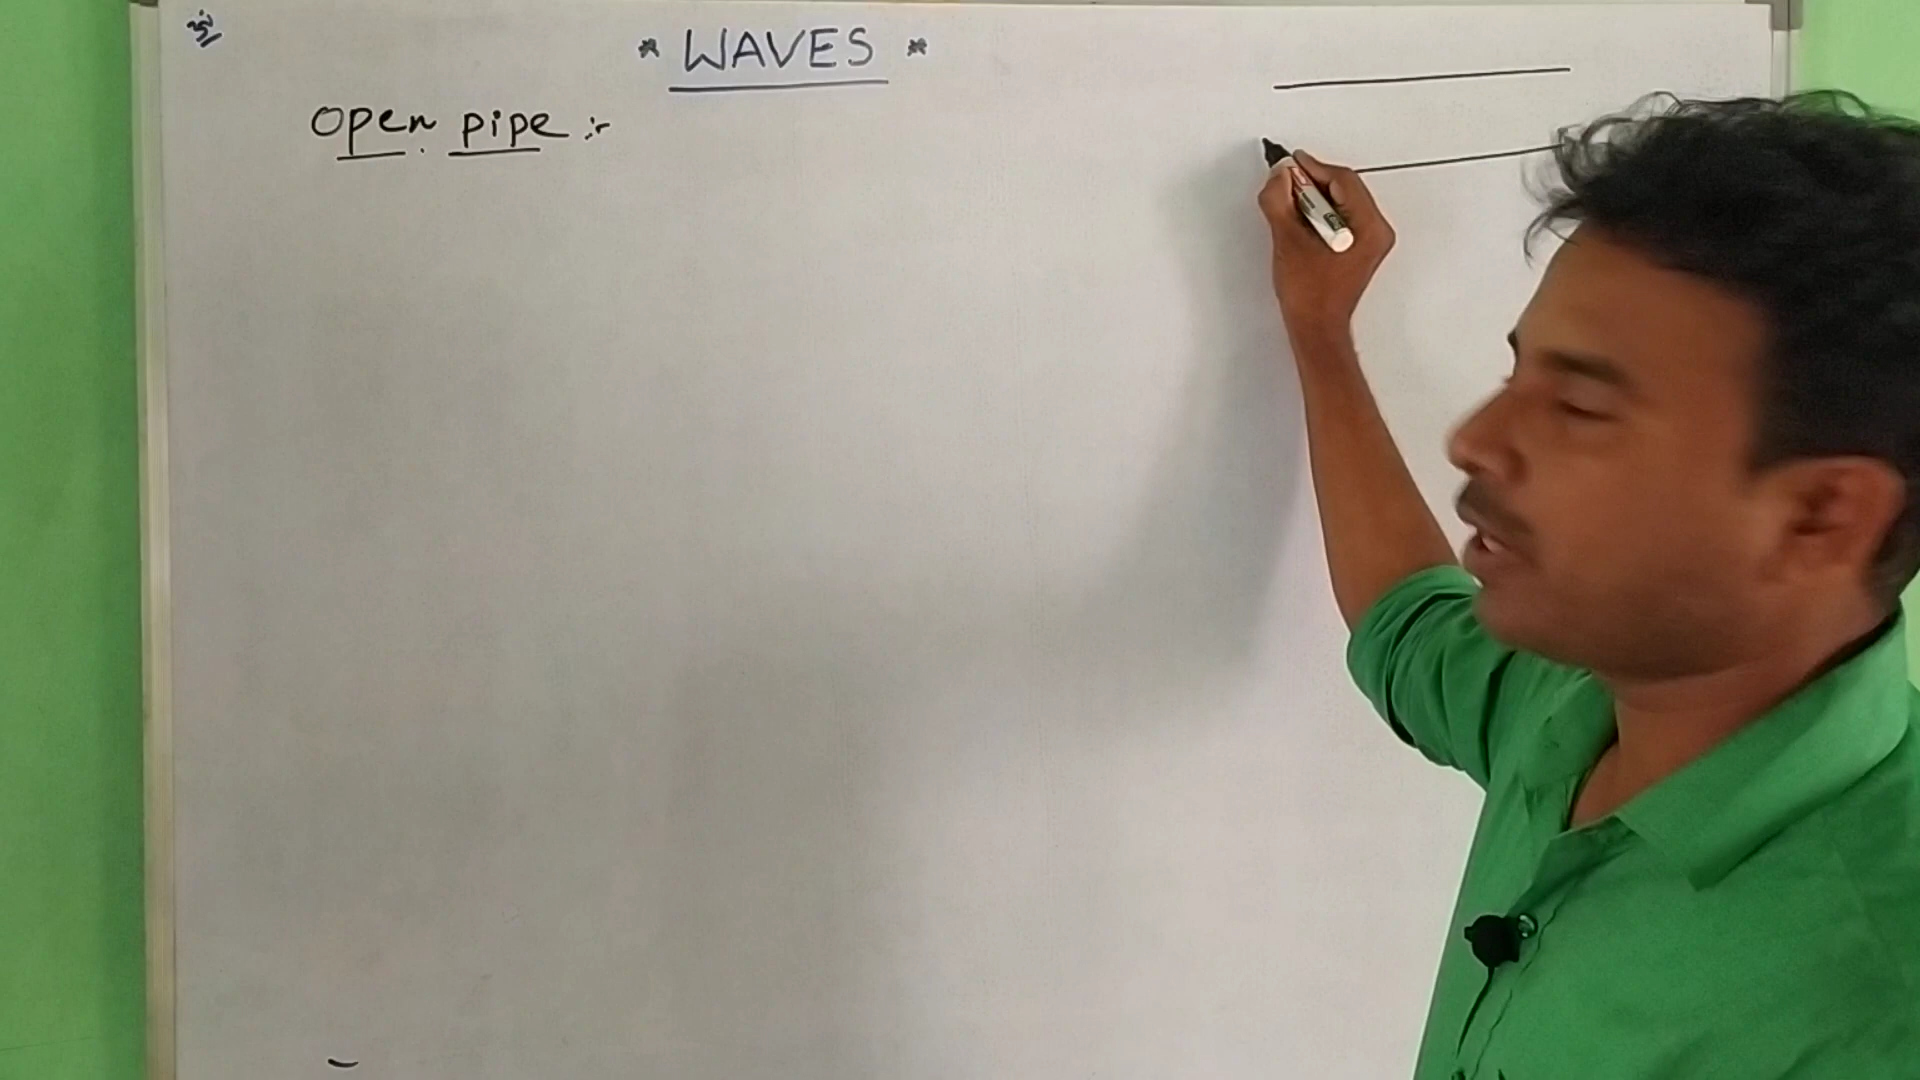 * WAVES *
Open pipe :-